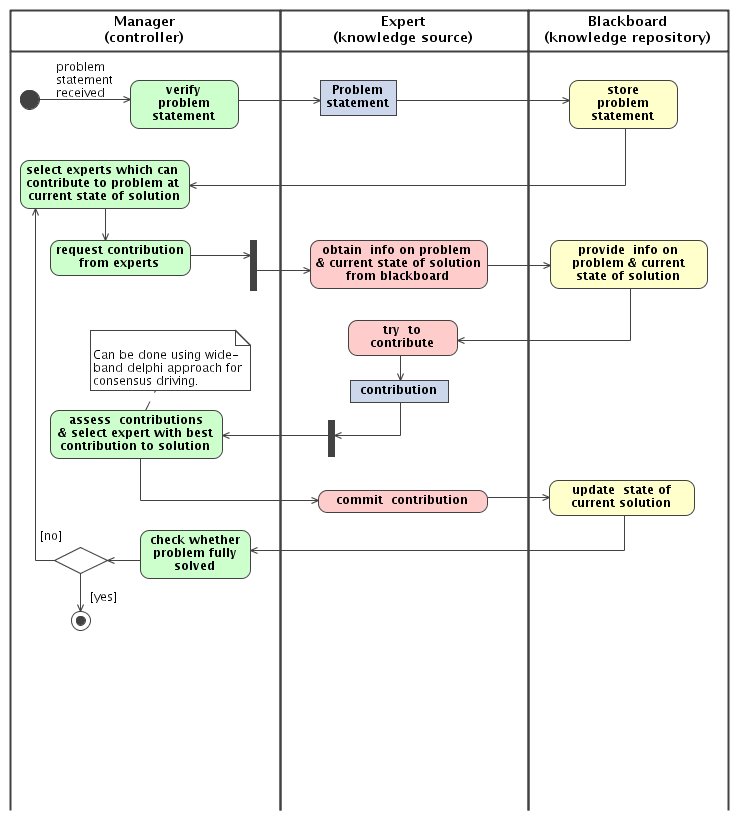 Manager
(controller)
Expert
(knowledge source)
Blackboard
(knowledge repository)
problem
statement
received
verify
problem
statement
Problem
statement
store
problem
statement
select experts which can
contribute to problem at
current state of solution
request contribution
from experts
obtain info on problem
& current state of solution
from blackboard
provide info on
problem & current
state of solution
try to
contribute
Can be done using wide-
band delphi approach for
consensus driving.
contribution
assess contributions
& select expert with best
contribution to solution
commit contribution
update state of
current solution
check whether
problem fully
solved
[no]
[yes]